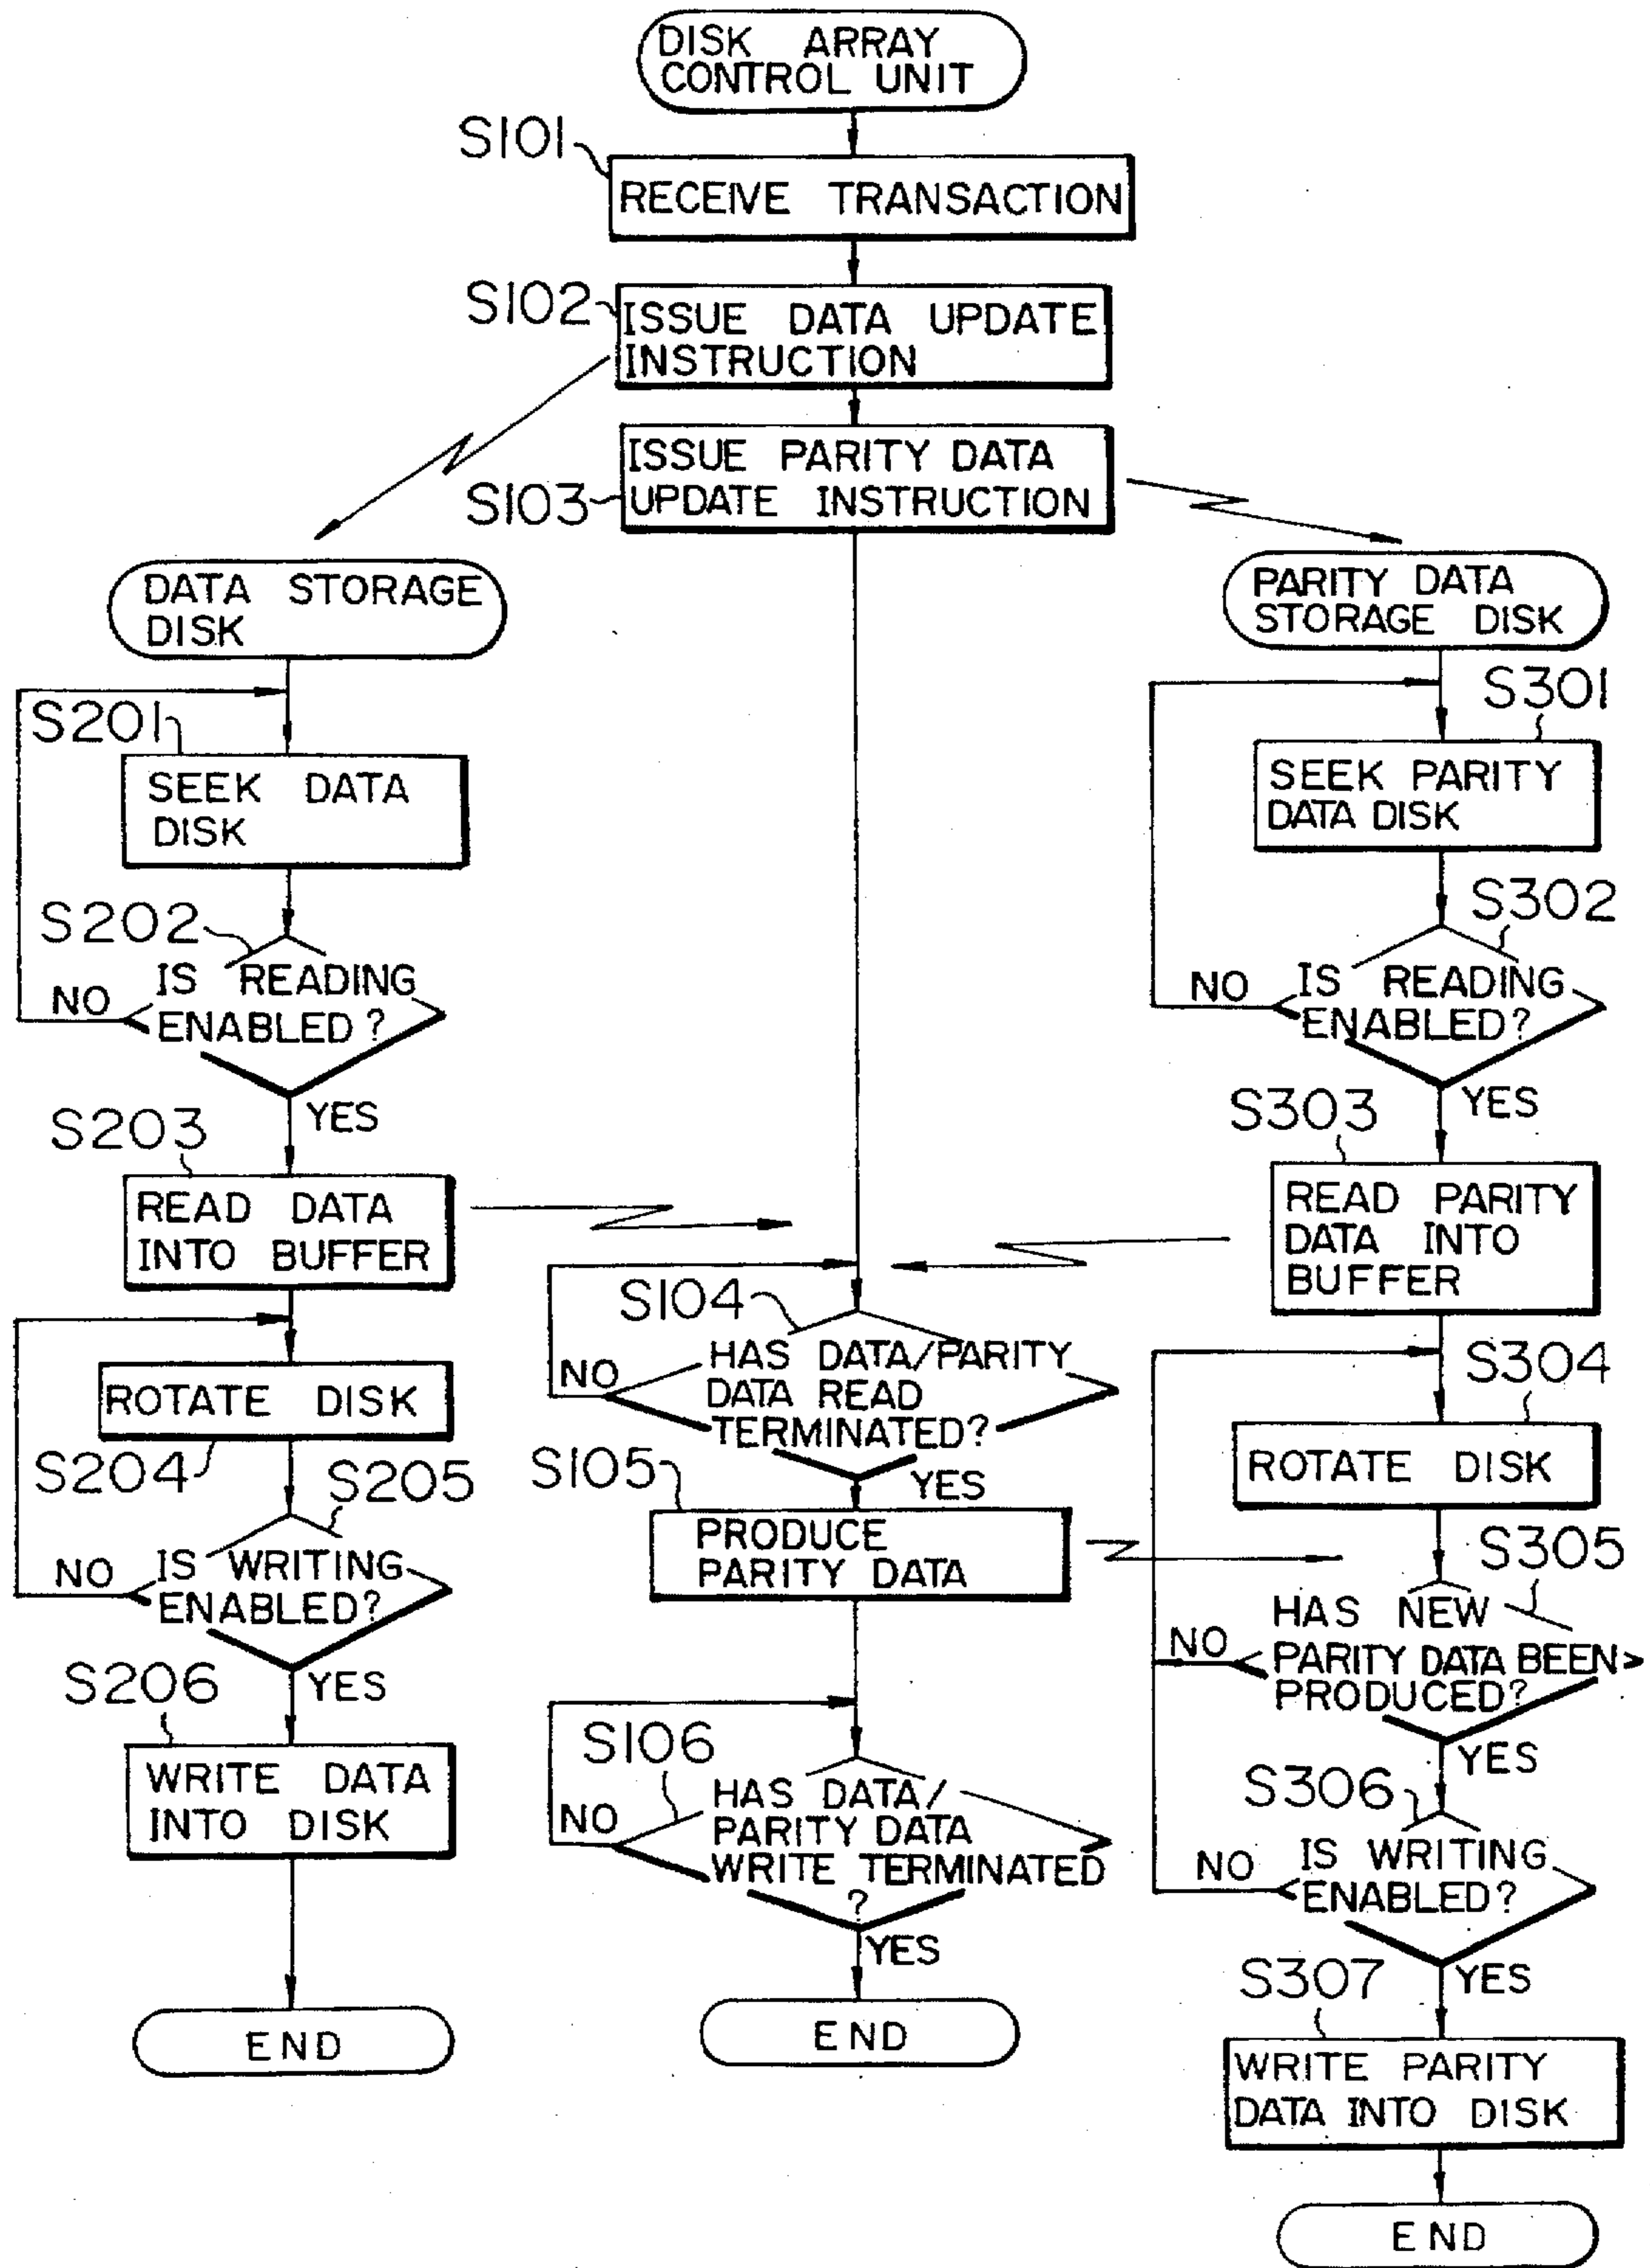 DISK ARRAY
CONTROL UNIT
S101
RECEIVE TRANSACTION
S102
ISSUE DATA UPDATE
INSTRUCTION
S103
ISSUE PARITY DATA
UPDATE INSTRUCTION
DATA STORAGE
DISK
S201
SEEK DATA
DISK
S202
IS READING
ENABLED?
NO
YES
S203
READ DATA
INTO BUFFER
ROTATE DISK
S204
S205
IS WRITING
ENABLED?
NO
YES
S206
WRITE DATA
INTO DISK
END
S104
HAS DATA/PARITY
DATA READ
TERMINATED?
NO
YES
S105
PRODUCE
PARITY DATA
S106
HAS DATA/
PARITY DATA
WRITE TERMINATED
?
NO
YES
END
PARITY DATA
STORAGE DISK
S301
SEEK PARITY
DATA DISK
S302
IS READING
ENABLED?
NO
YES
S303
READ PARITY
DATA INTO
BUFFER
S304
ROTATE DISK
S305
HAS NEW
PARITY DATA BEEN
PRODUCED?
NO
YES
S306
IS WRITING
ENABLED?
NO
YES
S307
WRITE PARITY
DATA INTO DISK
END